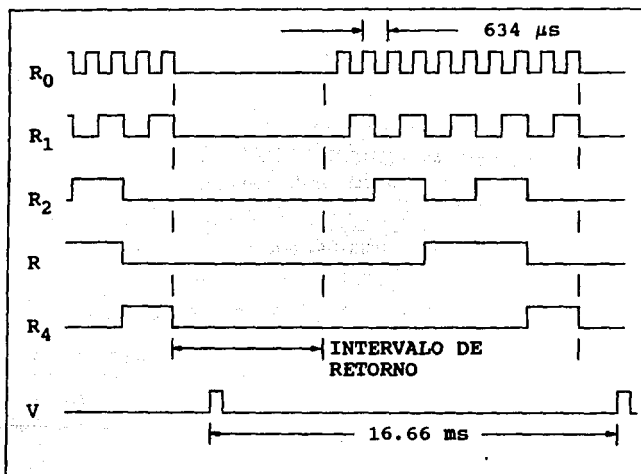 634 μs
R0
R1
R2
R
R4
INTERVALO DE
RETORNO
V
16.66 ms